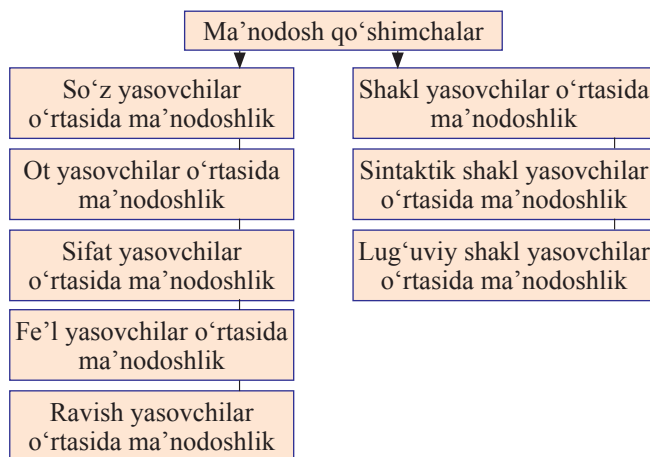 Ma’nodosh qo‘shimchalar
So‘z yasovchilar
o‘rtasida ma’nodoshlik
Ot yasovchilar o‘rtasida
ma’nodoshlik
Sifat yasovchilar
o‘rtasida ma’nodoshlik
Fe’l yasovchilar o‘rtasida
ma’nodoshlik
Ravish yasovchilar
o‘rtasida ma’nodoshlik
Shakl yasovchilar o‘rtasida
ma’nodoshlik
Sintaktik shakl yasovchilar
o‘rtasida ma’nodoshlik
Lug‘uviy shakl yasovchilar
o‘rtasida ma’nodoshlik